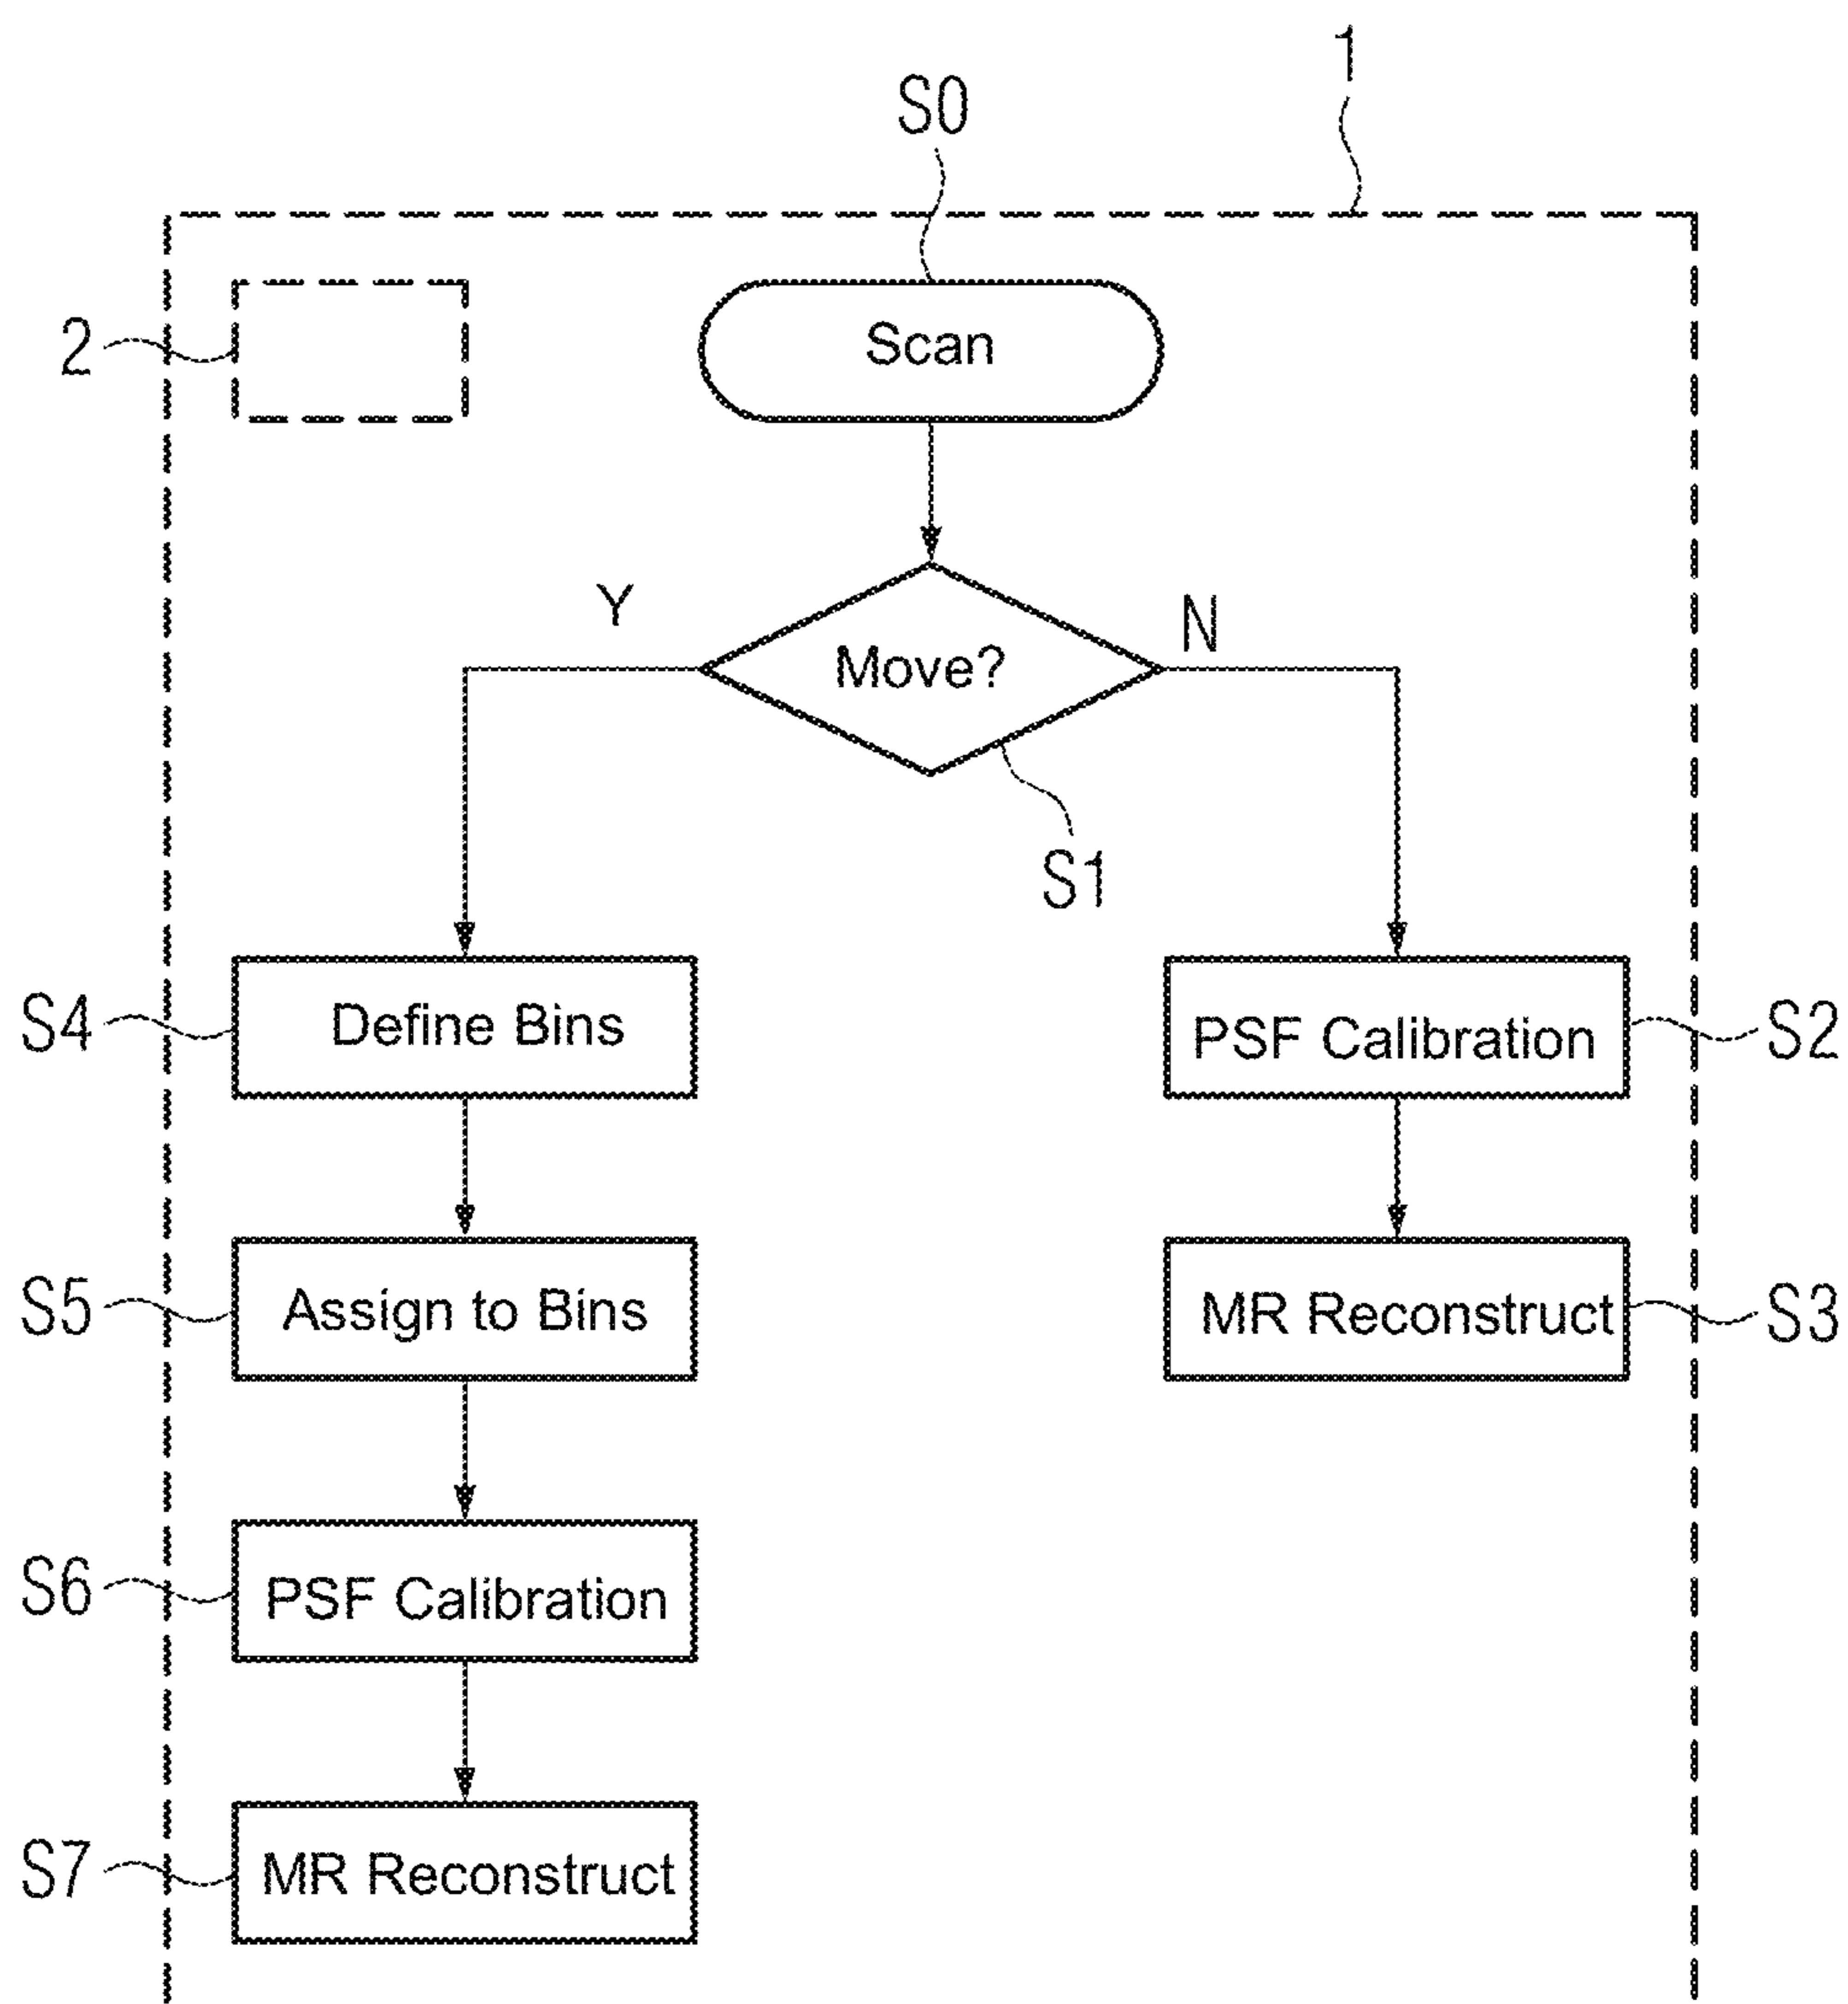 1
S0
2
Scan
Y
N
Move?
S1
S4
Define Bins
PSF Calibration
S2
S5
Assign to Bins
MR Reconstruct
S3
S6
PSF Calibration
S7
MR Reconstruct